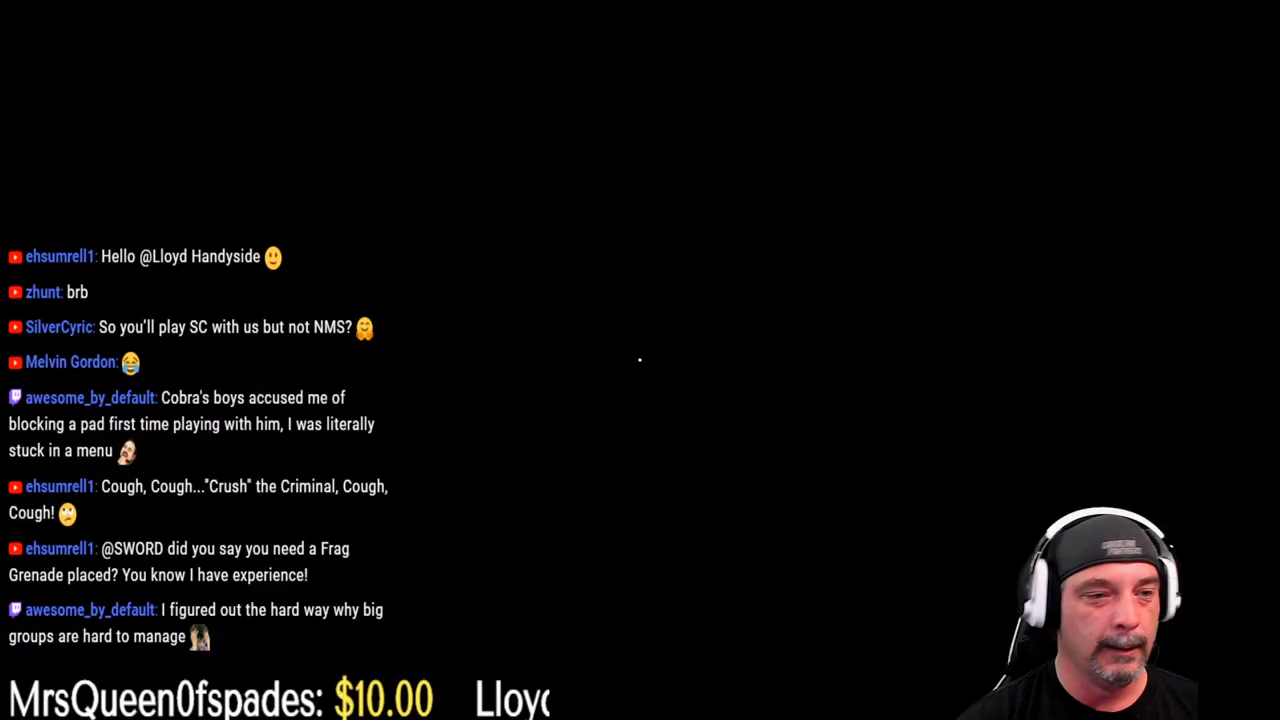 ehsumrell1: Hello @Lloyd Handyside
zhunt: brb
SilverCyric: So you’ll play SC with us but not NMS?
Melvin Gordon:
awesome_by_default: Cobra's boys accused me of
blocking a pad first time playing with him, I was literally
stuck in a menu
ehsumrell1: Cough, Cough..."Crush" the Criminal, Cough,
Cough!
ehsumrell1: @SWORD did you say you need a Frag
Grenade placed? You know I have experience!
awesome_by_default: I figured out the hard way why big
groups are hard to manage
MrsQueen0fspades: $10.00 Lloyd